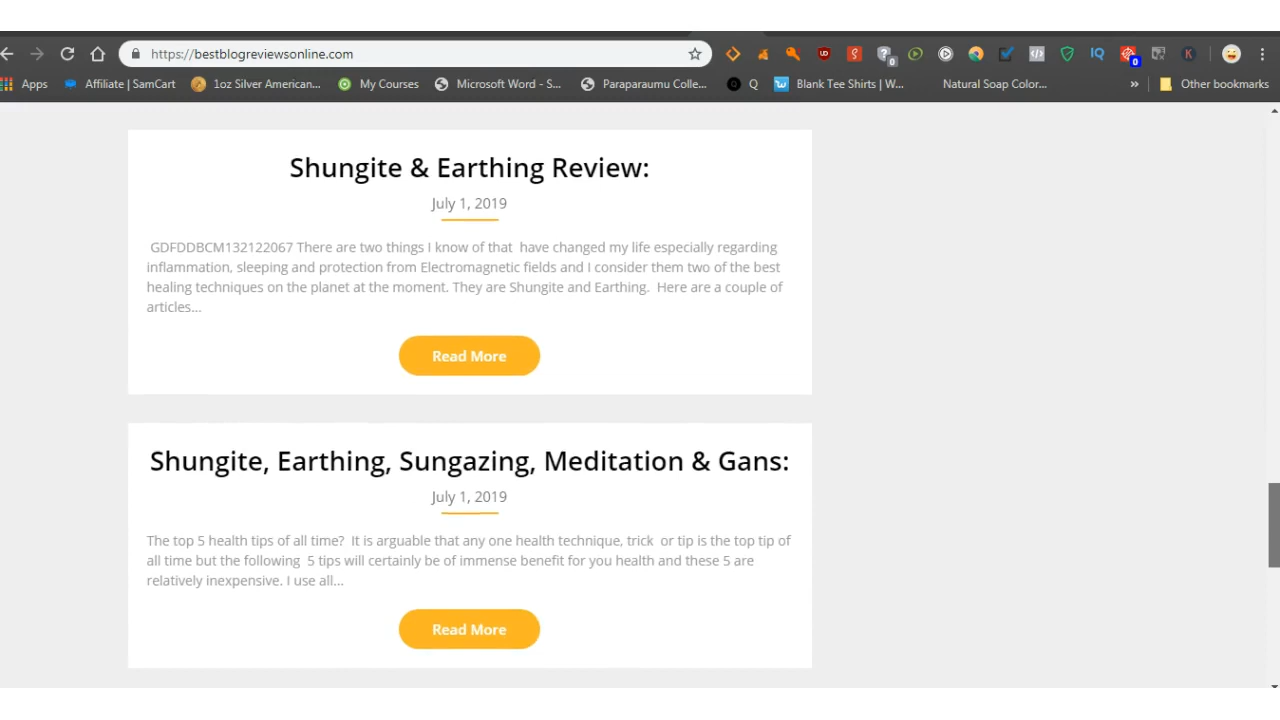 https://bestblogreviewsonline.com
Apps Affiliate | SamCart 1oz Silver American... My Courses Microsoft Word - S... Paraparaumu Colle... Q Blank Tee Shirts | W... Natural Soap Color... » Other bookmarks
Shungite & Earthing Review:
July 1, 2019
GDFDDBCM132122067 There are two things I know of that have changed my life especially regarding
inflammation, sleeping and protection from Electromagnetic fields and I consider them two of the best
healing techniques on the planet at the moment. They are Shungite and Earthing. Here are a couple of
articles...
Read More
Shungite, Earthing, Sungazing, Meditation & Gans:
July 1, 2019
The top 5 health tips of all time? It is arguable that any one health technique, trick or tip is the top tip of
all time but the following 5 tips will certainly be of immense benefit for you health and these 5 are
relatively inexpensive. I use all...
Read More